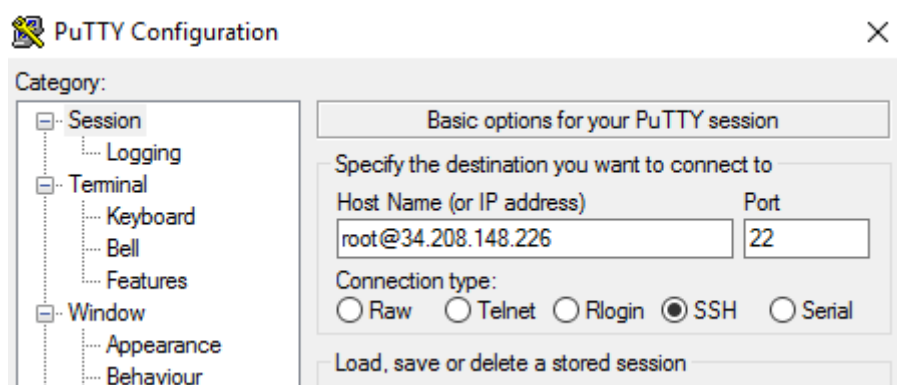 PuTTY Configuration
Category:
Session
Logging
Terminal
Keyboard
Bell
Features
Window
Appearance
Behaviour
Basic options for your PuTTY session
Specify the destination you want to connect to
Host Name (or IP address) Port
root@34.208.148.226 22
Connection type:
Raw Telnet Rlogin SSH Serial
Load, save or delete a stored session